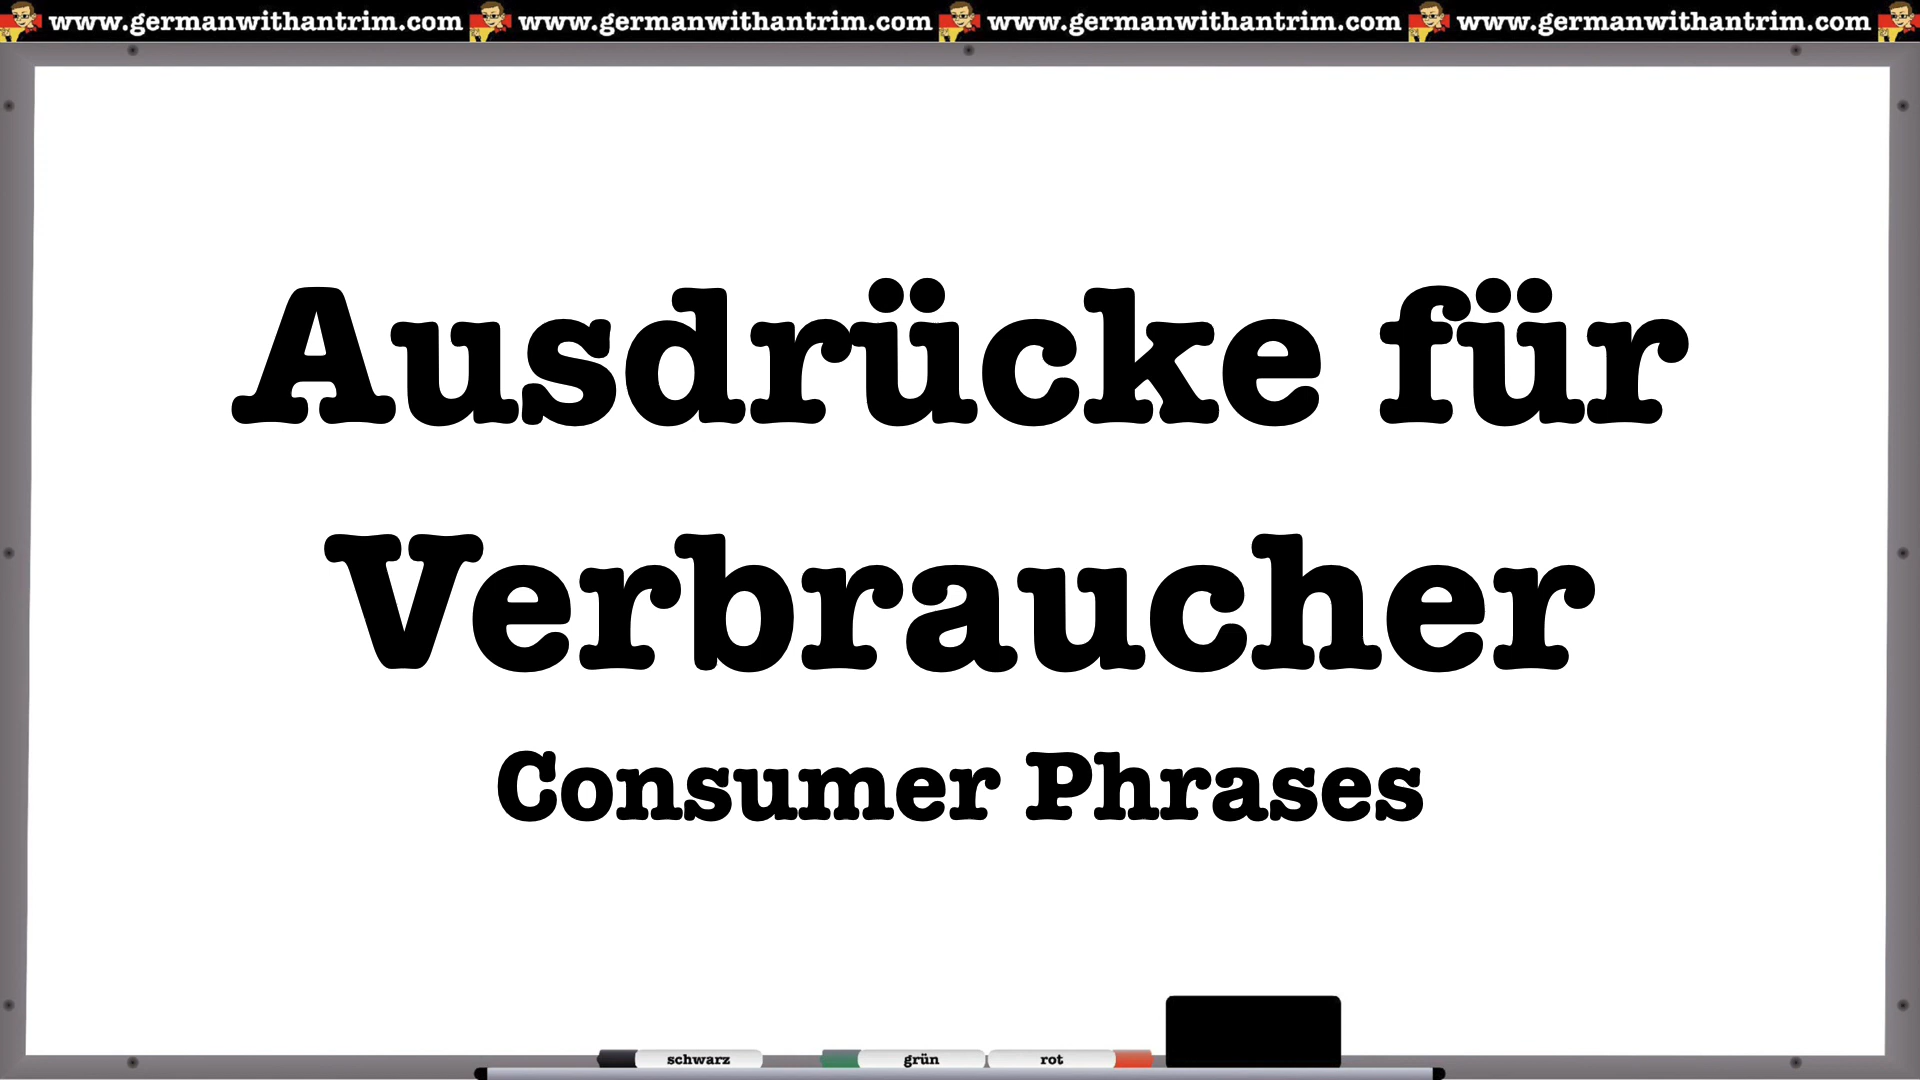 www.germanwithantrim.com www.germanwithantrim.com www.germanwithantrim.com www.germanwithantrim.com
Ausdrücke für
Verbraucher
Consumer Phrases
schwarz grün rot